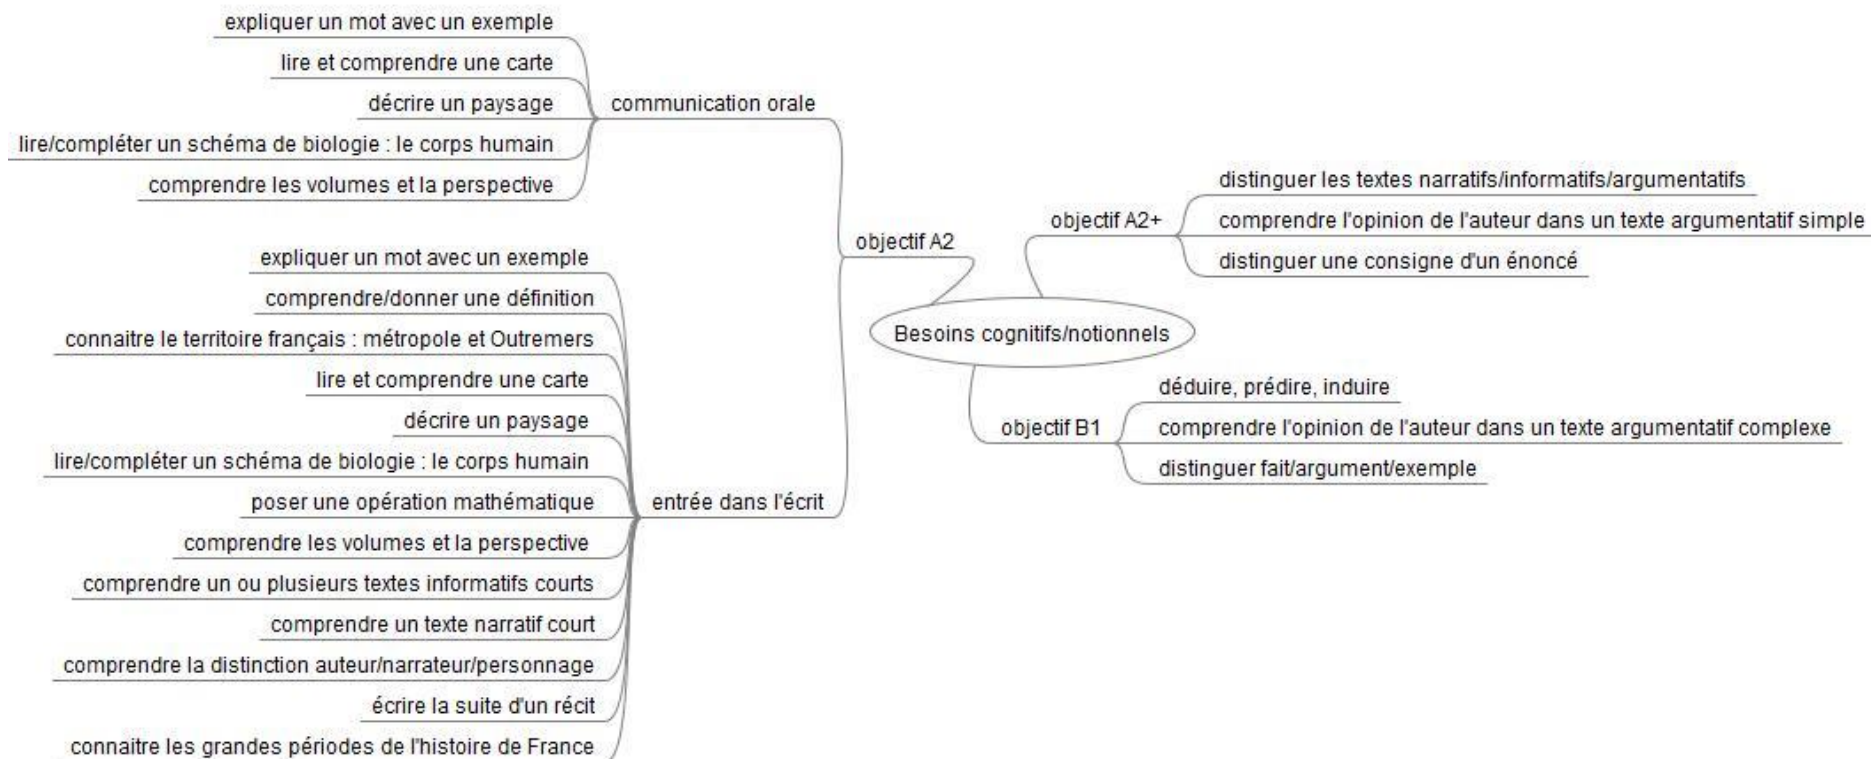 expliquer un mot avec un exemple
lire et comprendre une carte
décrire un paysage
lire/compléter un schéma de biologie : le corps humain
comprendre les volumes et la perspective
communication orale
expliquer un mot avec un exemple
comprendre/donner une définition
connaitre le territoire français : métropole et Outremers
lire et comprendre une carte
décrire un paysage
lire/compléter un schéma de biologie : le corps humain
poser une opération mathématique
comprendre les volumes et la perspective
comprendre un ou plusieurs textes informatifs courts
comprendre un texte narratif court
comprendre la distinction auteur/narrateur/personnage
écrire la suite d'un récit
connaitre les grandes périodes de l'histoire de France
entrée dans l'écrit
objectif A2
Besoins cognitifs/notionnels
objectif A2+
distinguer les textes narratifs/informatifs/argumentatifs
comprendre l'opinion de l'auteur dans un texte argumentatif simple
distinguer une consigne d'un énoncé
objectif B1
déduire, prédire, induire
comprendre l'opinion de l'auteur dans un texte argumentatif complexe
distinguer fait/argument/exemple